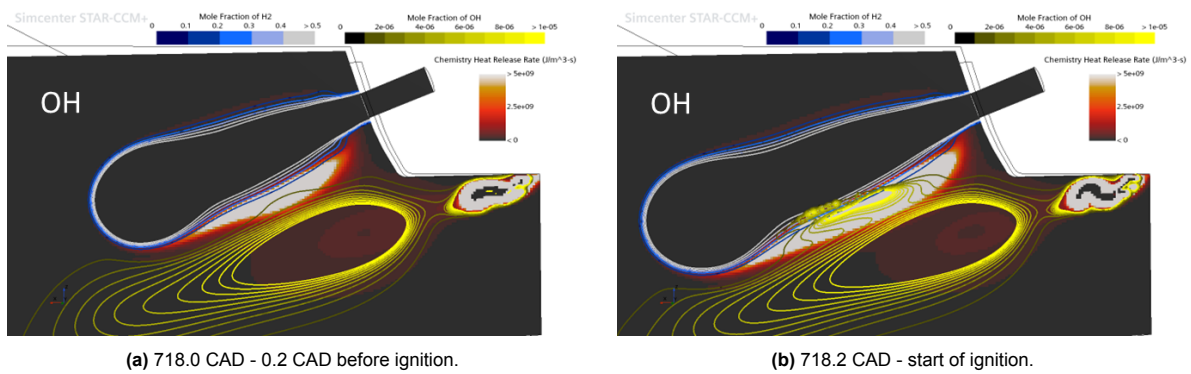 Simcenter STAR-CCM+
Mole Fraction of H2
0.1 0.2 0.3 0.4 > 0.5
Mole Fraction of OH
2e-06 4e-06 6e-06 8e-06 > 1e-05
Chemistry Heat Release Rate (J/m^3-s)
> 5e+09
2.5e+09
< 0
OH
(a) 718.0 CAD - 0.2 CAD before ignition.
Simcenter STAR-CCM+
Mole Fraction of H2
0.1 0.2 0.3 0.4 > 0.5
Mole Fraction of OH
2e-06 4e-06 6e-06 8e-06 > 1e-05
Chemistry Heat Release Rate (J/m^3-s)
> 5e+09
2.5e+09
< 0
OH
(b) 718.2 CAD - start of ignition.